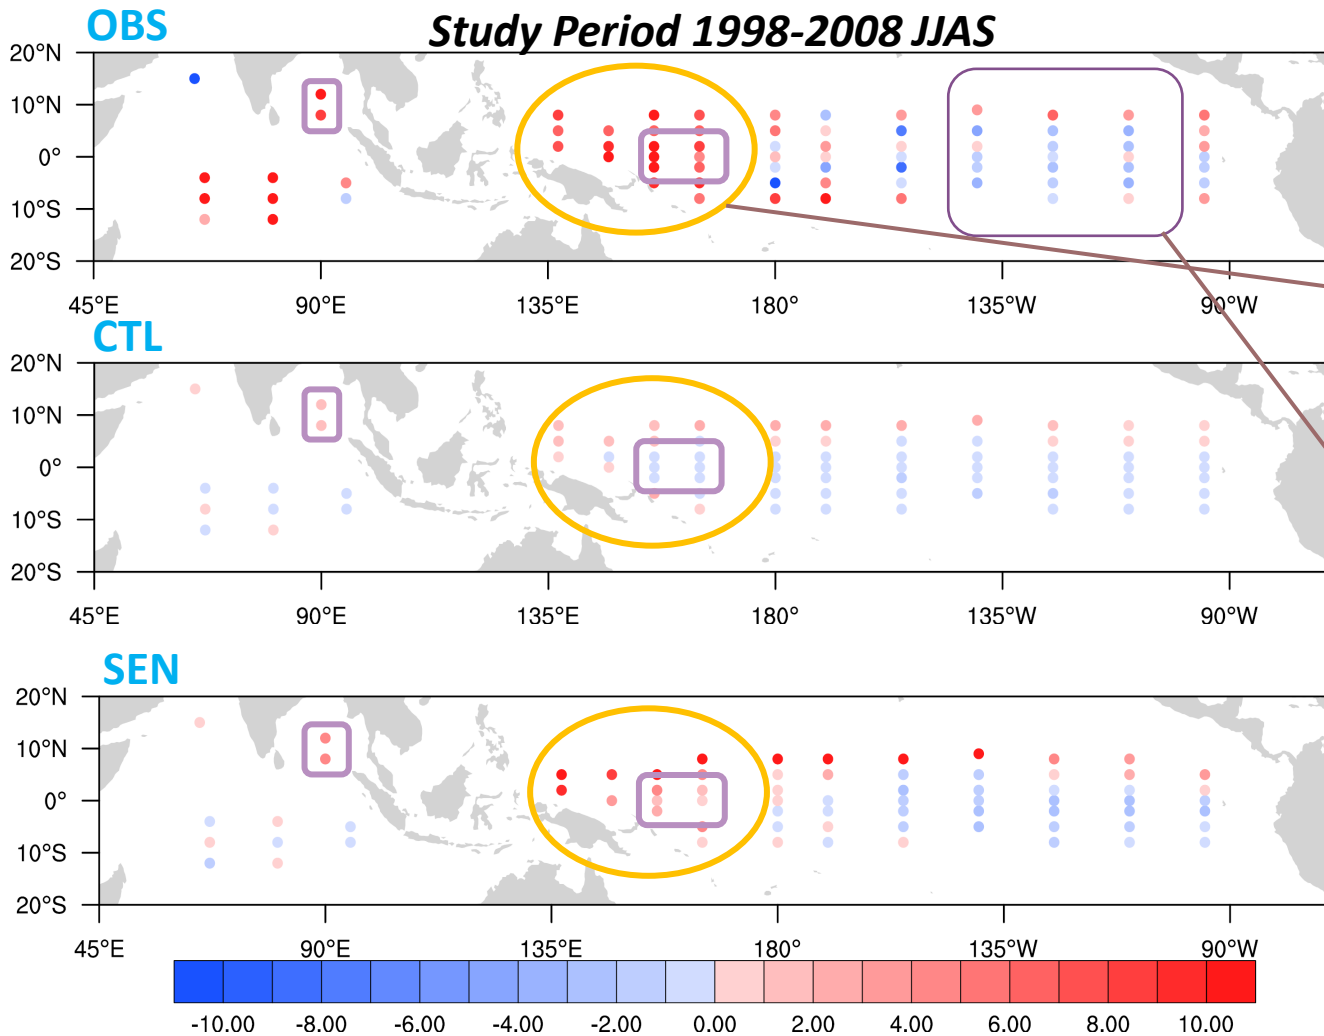 OBS
Study Period 1998-2008 JJAS
20°N
10°N
0°
10°S
20°S
45°E 90°E 135°E 180° 135°W 90°W
CTL
20°N
10°N
0°
10°S
20°S
45°E 90°E 135°E 180° 135°W 90°W
SEN
20°N
10°N
0°
10°S
20°S
45°E 90°E 135°E 180° 135°W 90°W
-10.00 -8.00 -6.00 -4.00 -2.00 0.00 2.00 4.00 6.00 8.00 10.00